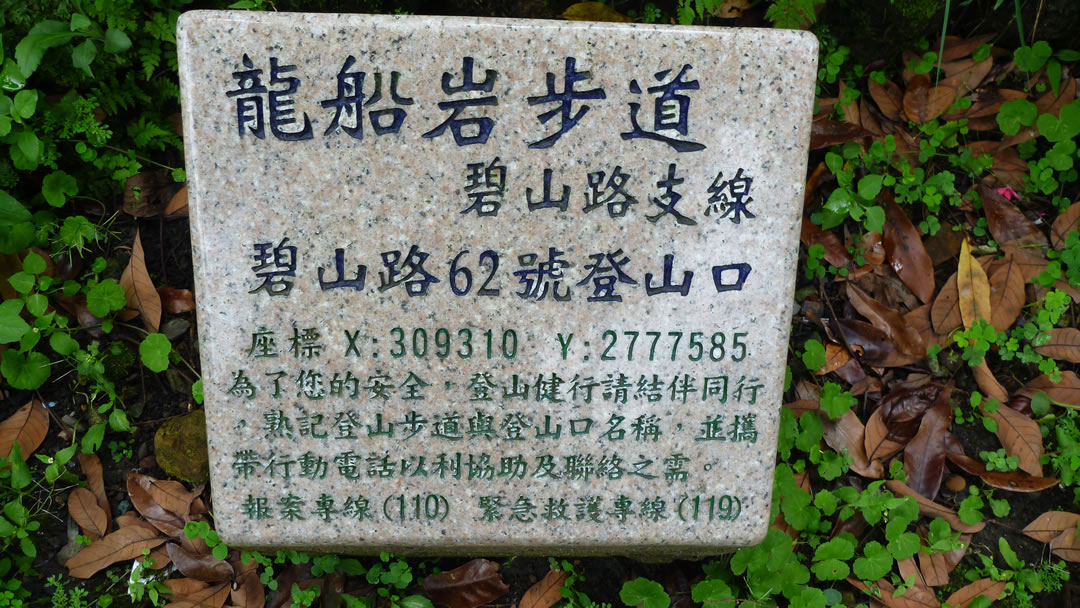 龍船岩步道
碧山路支線
碧山路62號登山口
座標 X:309310 Y:2777585
為了您的安全,登山健行請結伴同行
，熟記登山步道與登山口名稱，並攜
帶行動電話以利協助及聯絡之需。
報案專線(110) 緊急救護專線(119)